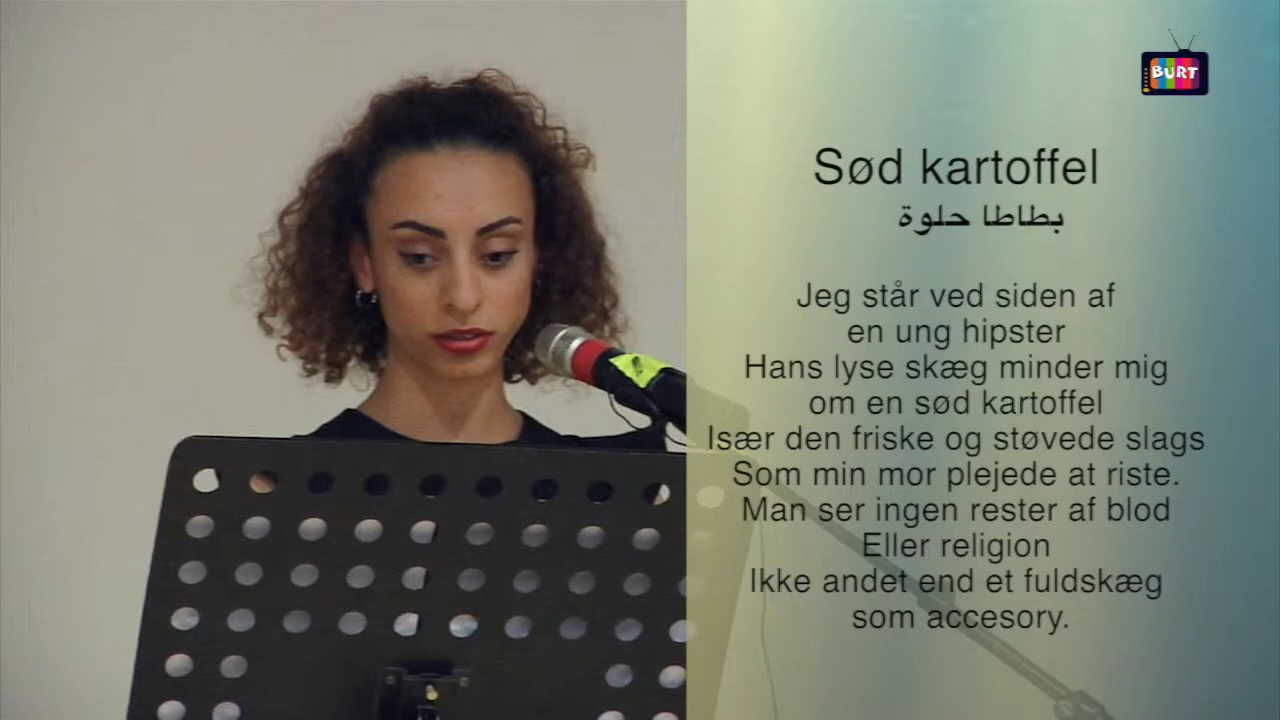 BURT
Sød kartoffel
بطاطا حلوة
Jeg står ved siden af
en ung hipster
Hans lyse skæg minder mig
om en sød kartoffel
Især den friske og støvede slags
Som min mor plejede at riste.
Man ser ingen rester af blod
Eller religion
Ikke andet end et fuldskæg
som accesory.